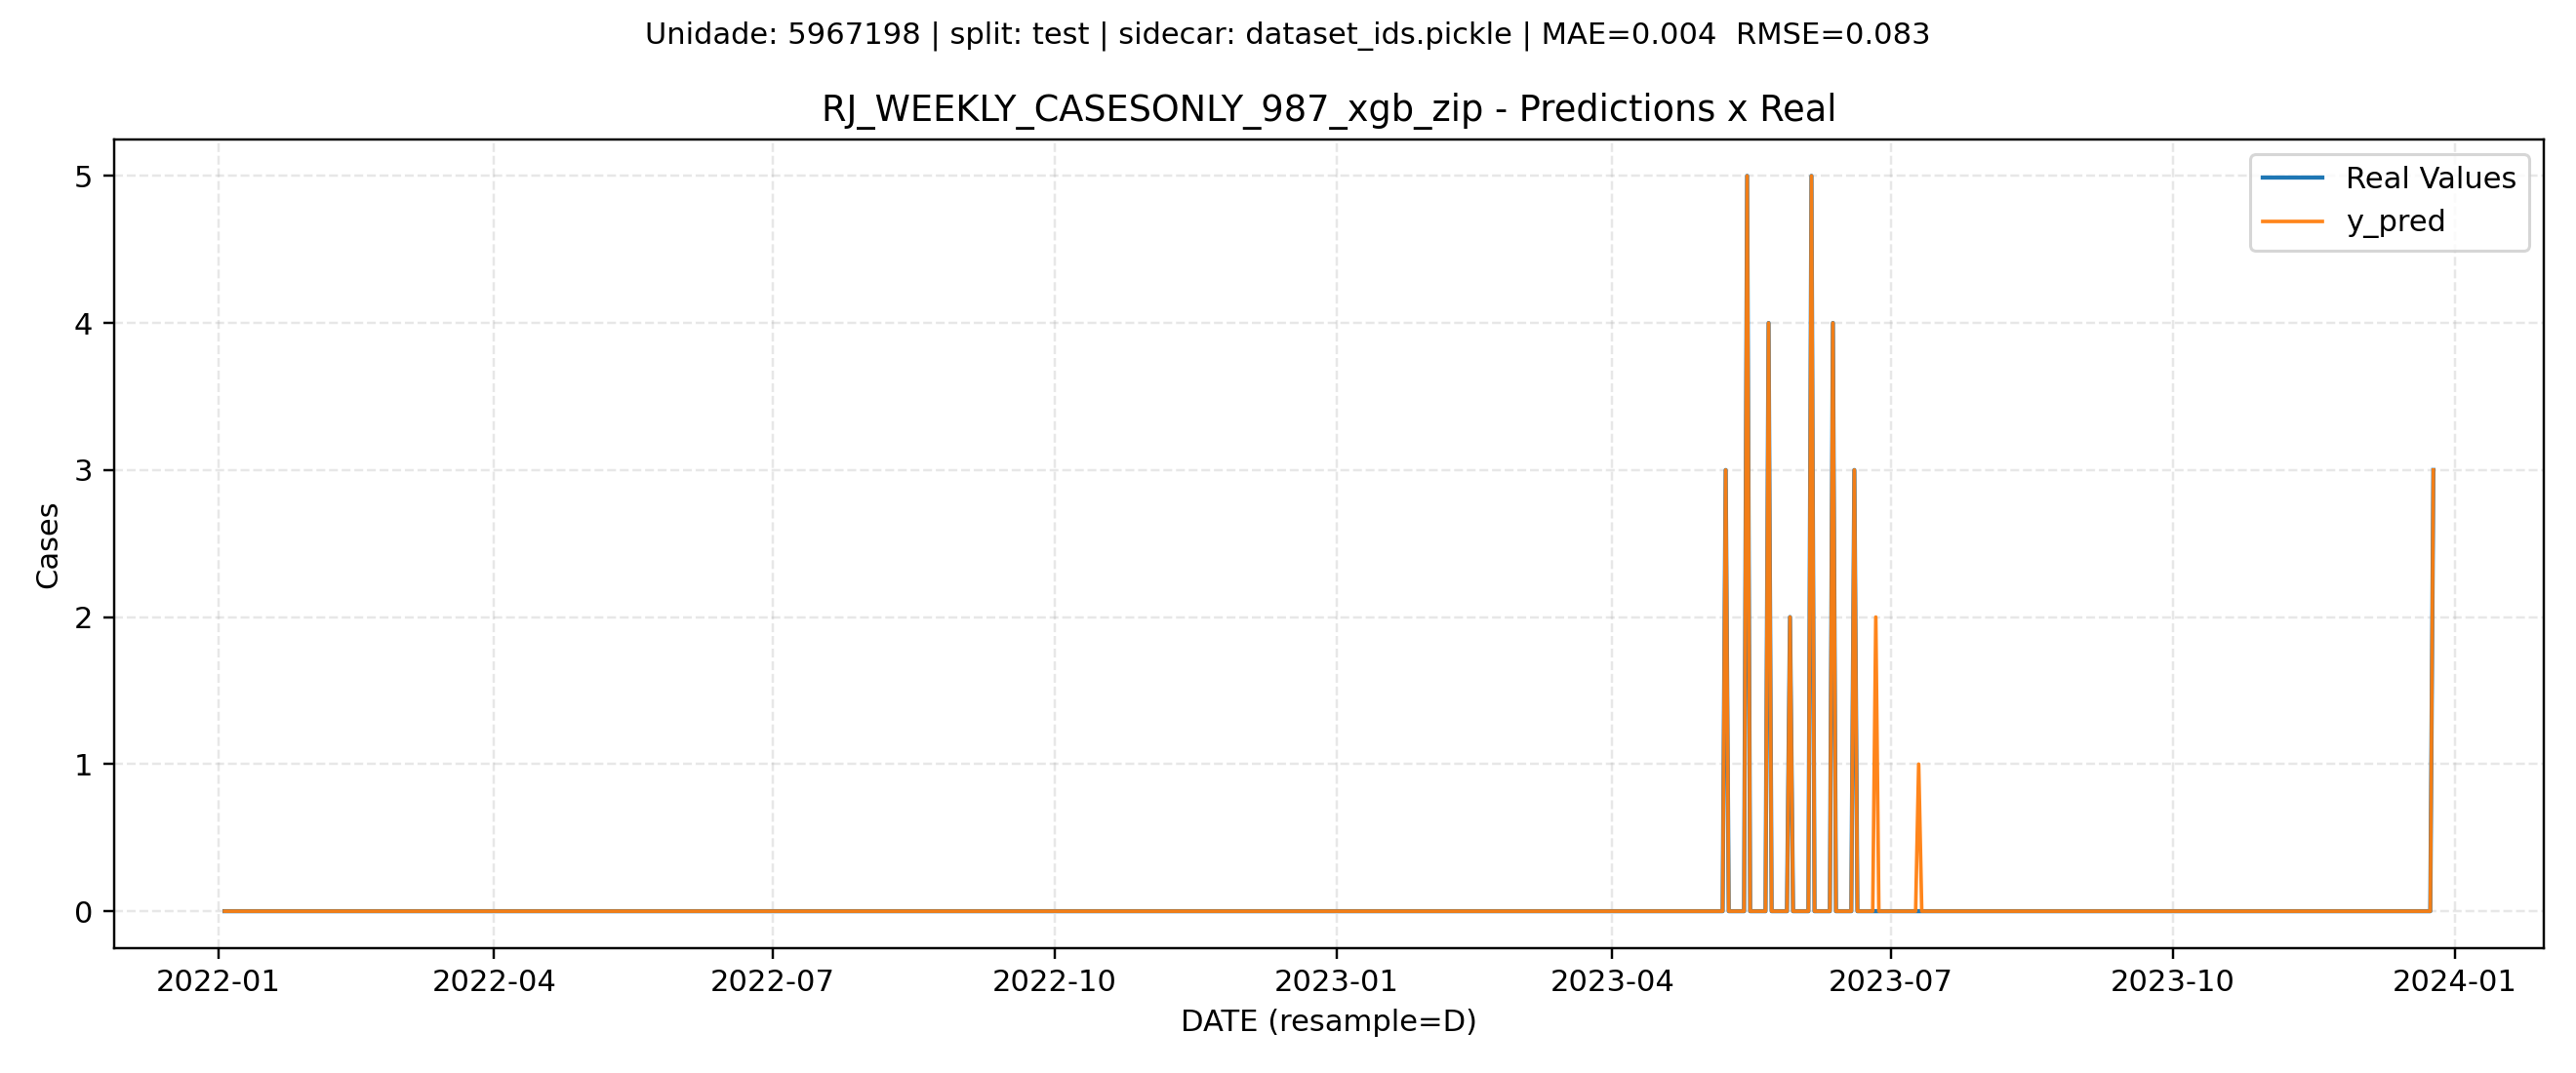 Unidade: 5967198 | split: test | sidecar: dataset_ids.pickle | MAE=0.004  RMSE=0.083
RJ_WEEKLY_CASESONLY_987_xgb_zip - Predictions x Real
Real Values
y_pred
Cases
5
4
3
2
1
0
2022-01 2022-04 2022-07 2022-10 2023-01 2023-04 2023-07 2023-10 2024-01
DATE (resample=D)